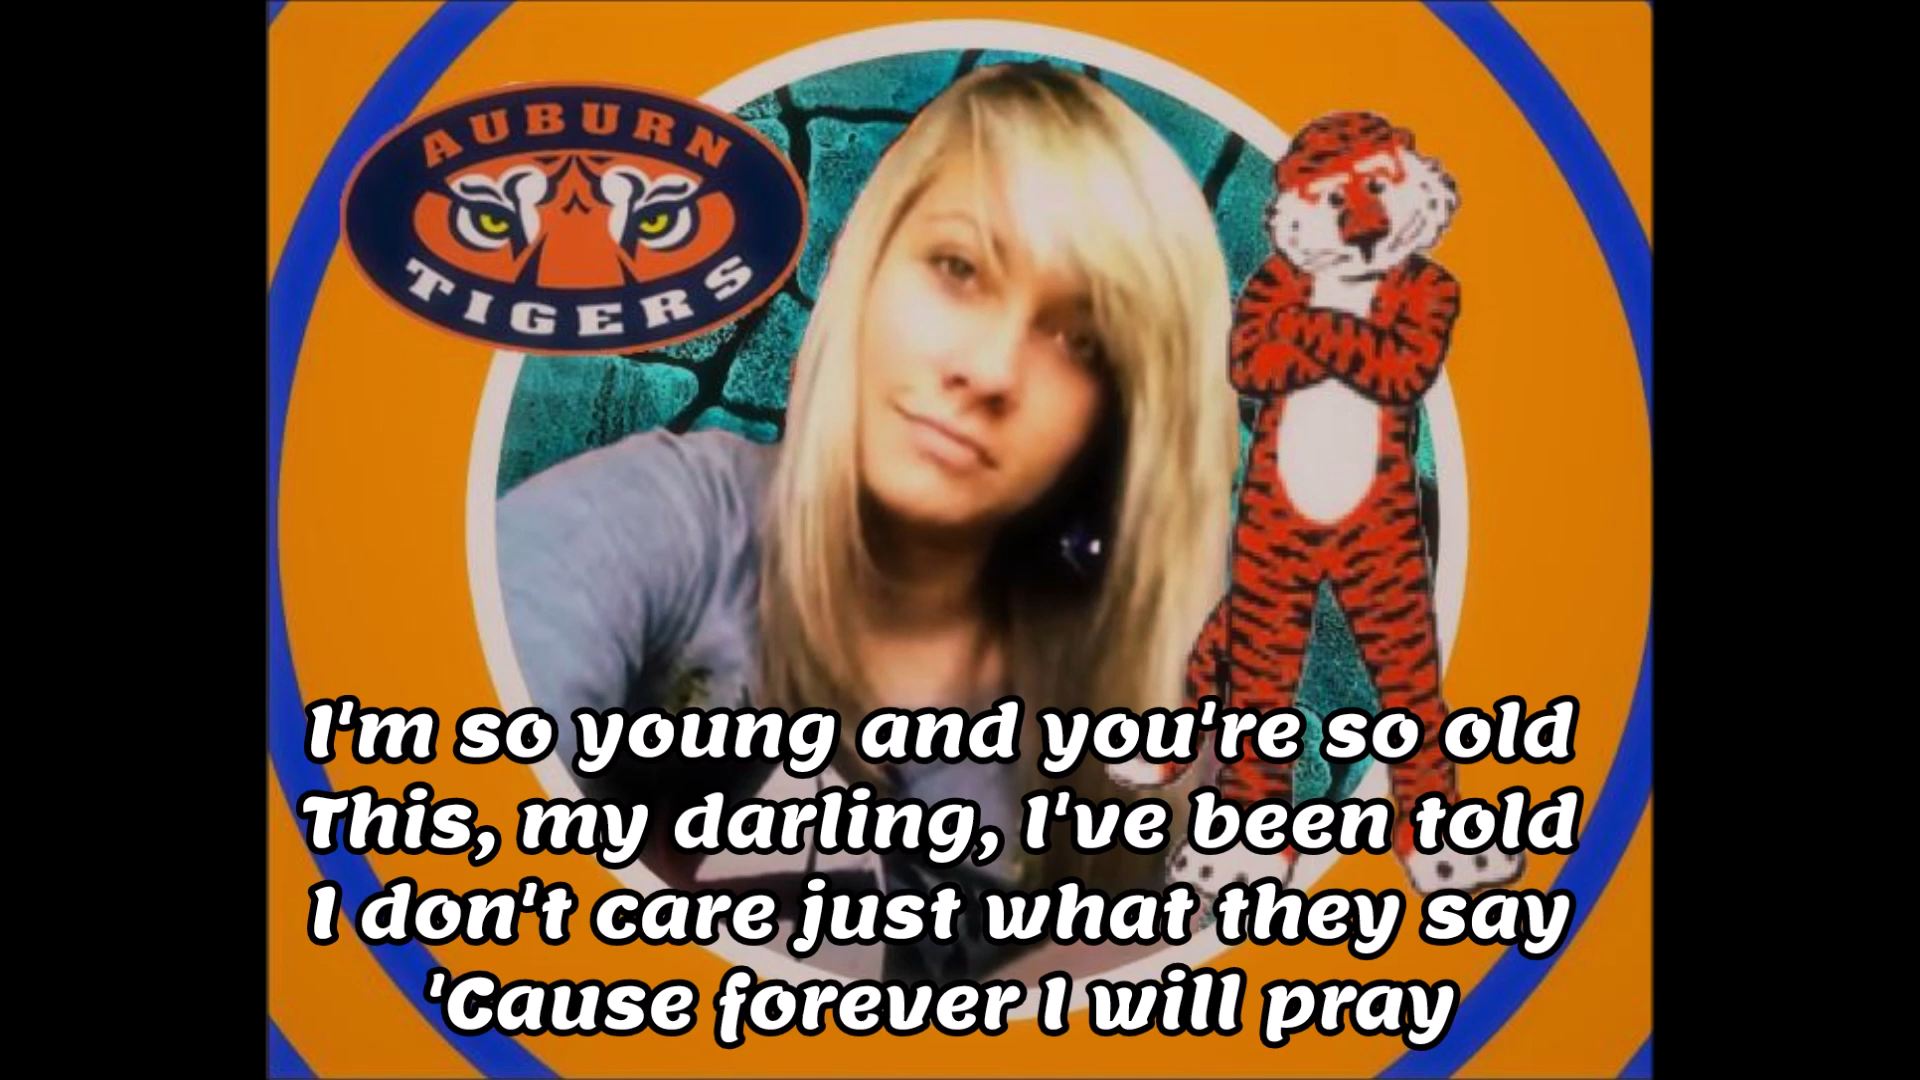 AUBURN
TIGERS
I'm so young and you're so old
This, my darling, I've been told
I don't care just what they say
'Cause forever I will pray